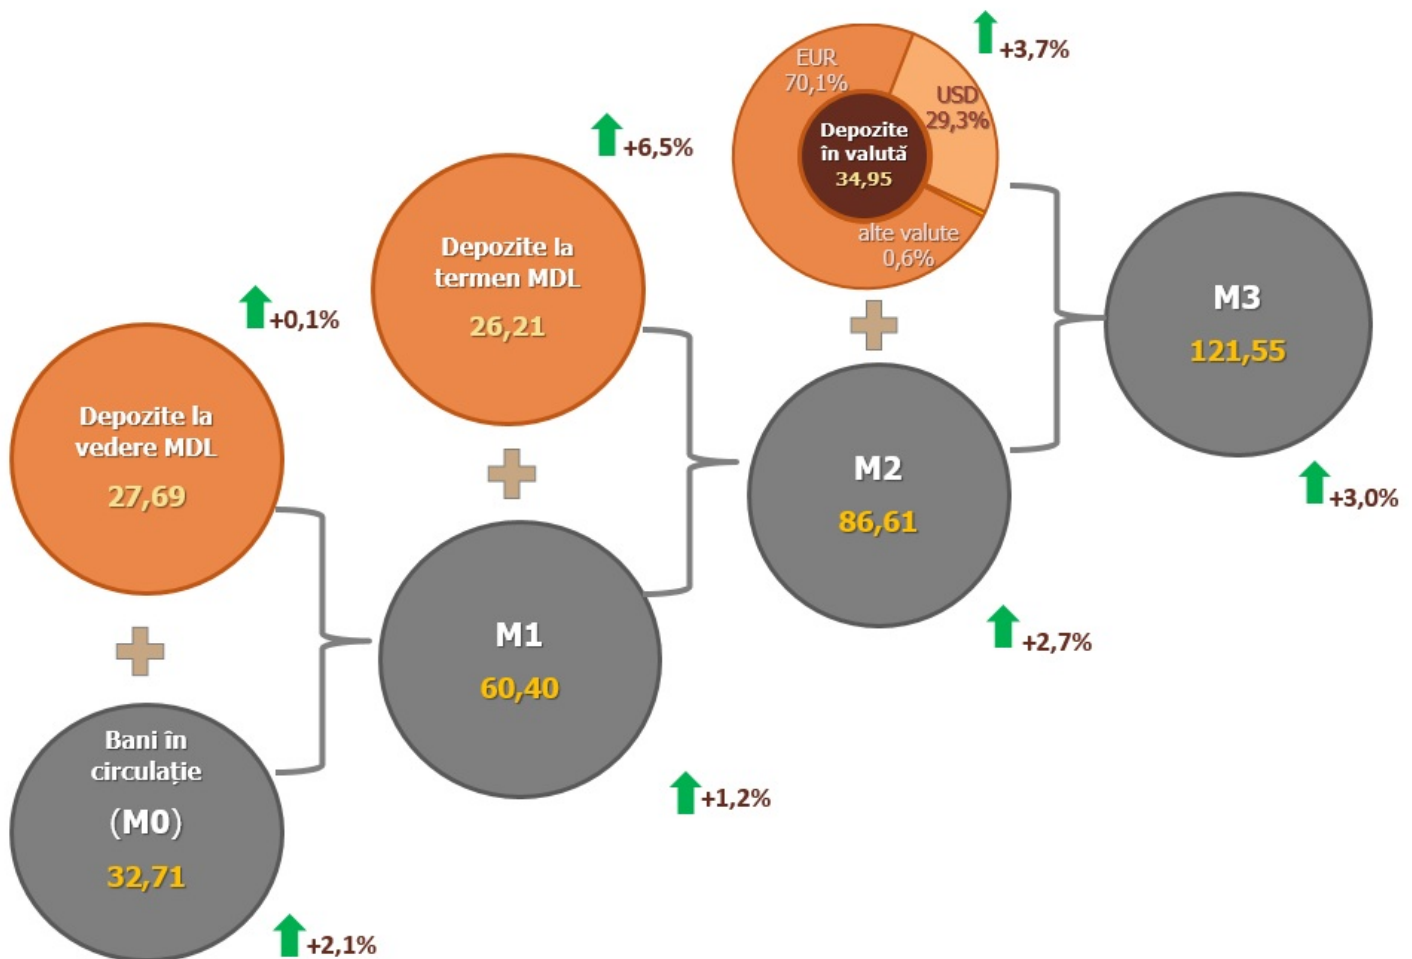 EUR
70,1%
USD
29,3%
Depozite
în valută
34,95
alte valute
0,6%
+3,7%
Depozite la
termen MDL
26,21
+6,5%
Depozite la
vedere MDL
27,69
+0,1%
M3
121,55
+3,0%
M2
86,61
+2,7%
M1
60,40
+1,2%
Bani în
circulație
(M0)
32,71
+2,1%